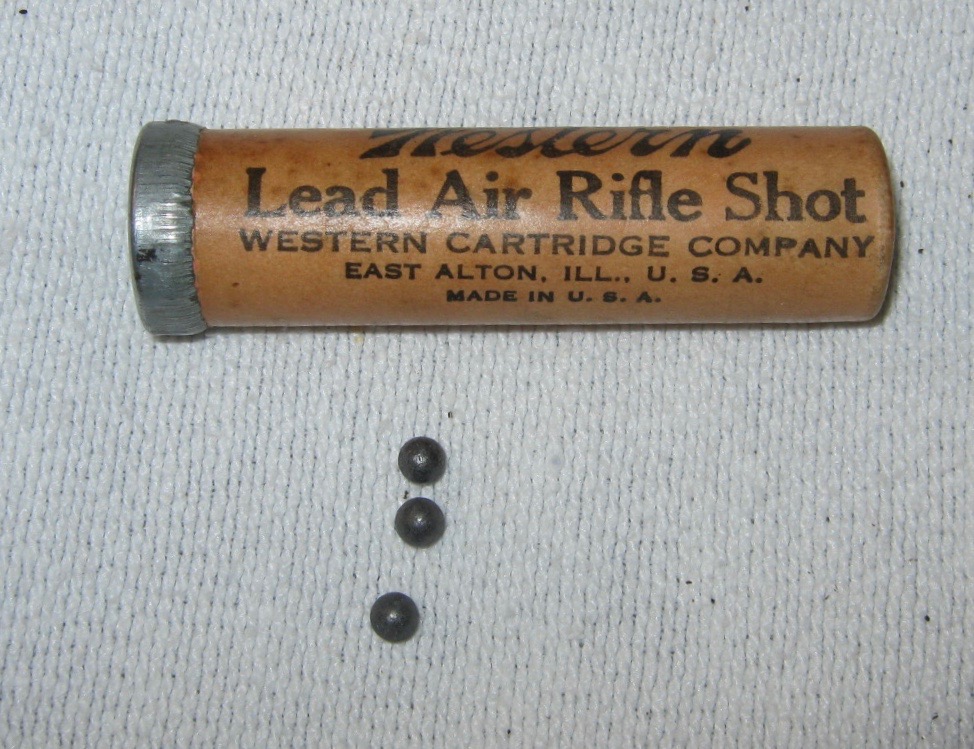 Western
Lead Air Rifle Shot
WESTERN CARTRIDGE COMPANY
EAST ALTON, ILL., U. S. A.
MADE IN U. S. A.